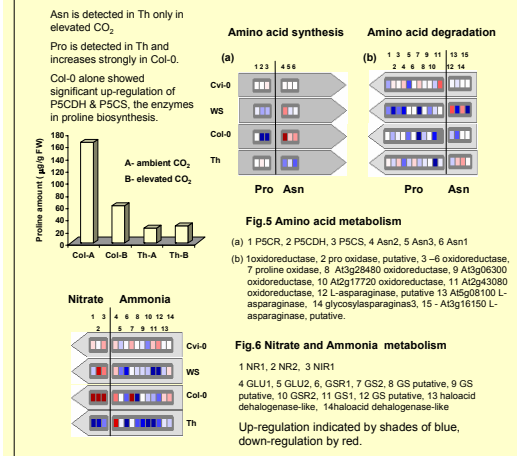 Asn is detected in Th only in
elevated CO2
Pro is detected in Th and
increases strongly in Col-0.
Col-0 alone showed
significant up-regulation of
P5CDH & P5CS, the enzymes
in proline biosynthesis.
Proline amount ( µg/g FW)
180
160
140
120
100
80
60
40
20
0
A- ambient CO2
B- elevated CO2
Col-A Col-B Th-A Th-B
Amino acid synthesis
(a)
1 2 3 4 5 6
Cvi-0
WS
Col-0
Th
Pro Asn
Amino acid degradation
(b)
1 3 5 7 9 11 13 15
2 4 6 8 10 12 14
Pro Asn
Fig.5 Amino acid metabolism
(a) 1 P5CR, 2 P5CDH, 3 P5CS, 4 Asn2, 5 Asn3, 6 Asn1
(b) 1oxidoreductase, 2 pro oxidase, putative, 3 –6 oxidoreductase,
7 proline oxidase, 8 At3g28480 oxidoreductase, 9 At3g06300
oxidoreductase, 10 At2g17720 oxidoreductase, 11 At2g43080
oxidoreductase, 12 L-asparaginase, putative 13 At5g08100 L-
asparaginase, 14 glycosylasparaginas3, 15 - At3g16150 L-
asparaginase, putative.
Nitrate Ammonia
1 3 4 6 8 10 12 14
2 5 7 9 11 13
Cvi-0
WS
Col-0
Th
Fig.6 Nitrate and Ammonia metabolism
1 NR1, 2 NR2, 3 NIR1
4 GLU1, 5 GLU2, 6, GSR1, 7 GS2, 8 GS putative, 9 GS
putative, 10 GSR2, 11 GS1, 12 GS putative, 13 haloacid
dehalogenase-like, 14haloacid dehalogenase-like
Up-regulation indicated by shades of blue,
down-regulation by red.